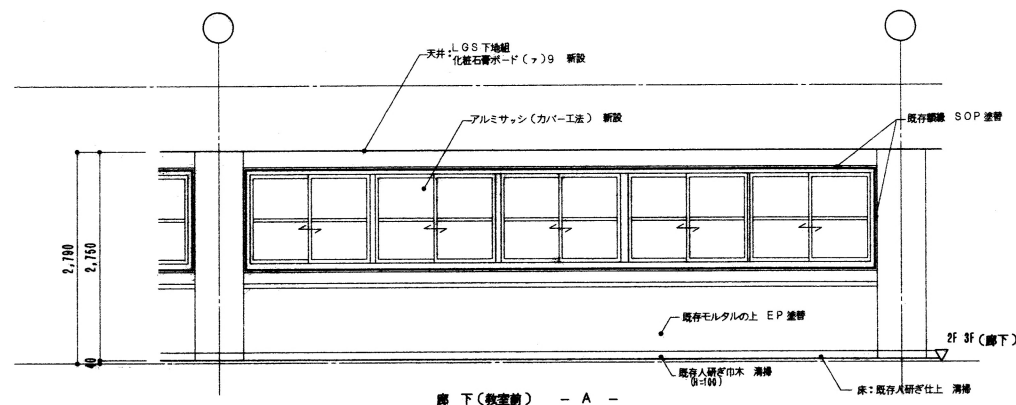 天井：LGS下地組
化粧石膏ボード(ァ)9　新設
アルミサッシ(カバー工法)　新設
既存額縁　SOP塗替
2,790
2,750
40
既存モルタルの上　EP塗替
2F 3F(廊下)
既存人研ぎ巾木　清掃
(H=100)
床：既存人研ぎ仕上　清掃
廊　下(教室前)　－　A　－